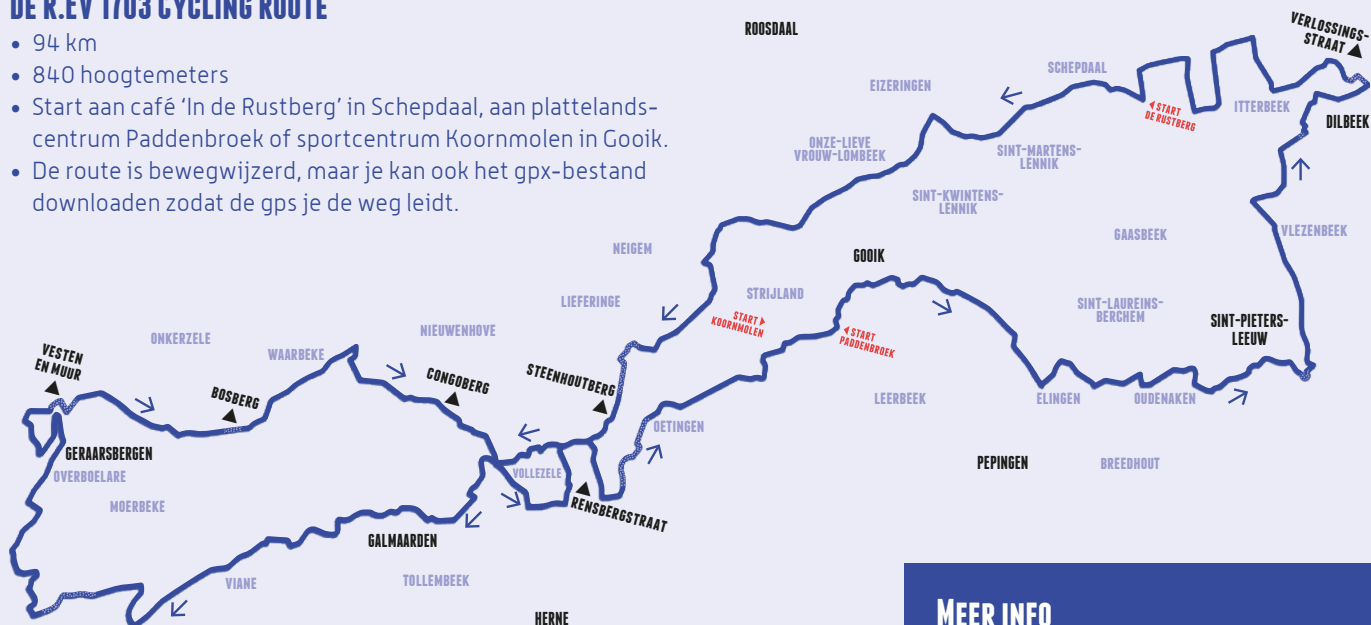 DE R.EV 1703 CYCLING ROUTE
• 94 km
• 840 hoogtemeters
• Start aan café ‘In de Rustberg’ in Schepdaal, aan plattelands-
centrum Paddenbroek of sportcentrum Koornmolen in Gooik.
• De route is bewegwijzerd, maar je kan ook het gpx-bestand
downloaden zodat de gps je de weg leidt.
ROOSDAAL
VERLOSSINGS-
STRAAT
SCHEPDAAL
EIZERINGEN
START
DE RUSTBERG
ITTERBEEK
DILBEEK
ONZE-LIEVE
VROUW-LOMBEEK
SINT-MARTENS-
LENNIK
SINT-KWINTENS-
LENNIK
GAASBEEK
VLEZENBEEK
NEIGEM
GOOIK
LIEFERINGE
STRIJLAND
SINT-LAUREINS-
BERCHEM
START
KOORNMOLEN
START
PADDENBROEK
SINT-PIETERS-
LEEUW
ONKERZELE
NIEUWENHOVE
WAARBEKE
VESTEN
EN MUUR
BOSBERG
CONGOBERG
STEENHOUTBERG
LEERBEEK
ELINGEN
OUDENAKEN
OETINGEN
GERAARSBERGEN
OVERBOELARE
VOLLEZELE
PEPINGEN
BREEDHOUT
MOERBEKE
RENSBERGSTRAAT
GALMAARDEN
VIANE
TOLLEMBEEK
HERNE
MEER INFO